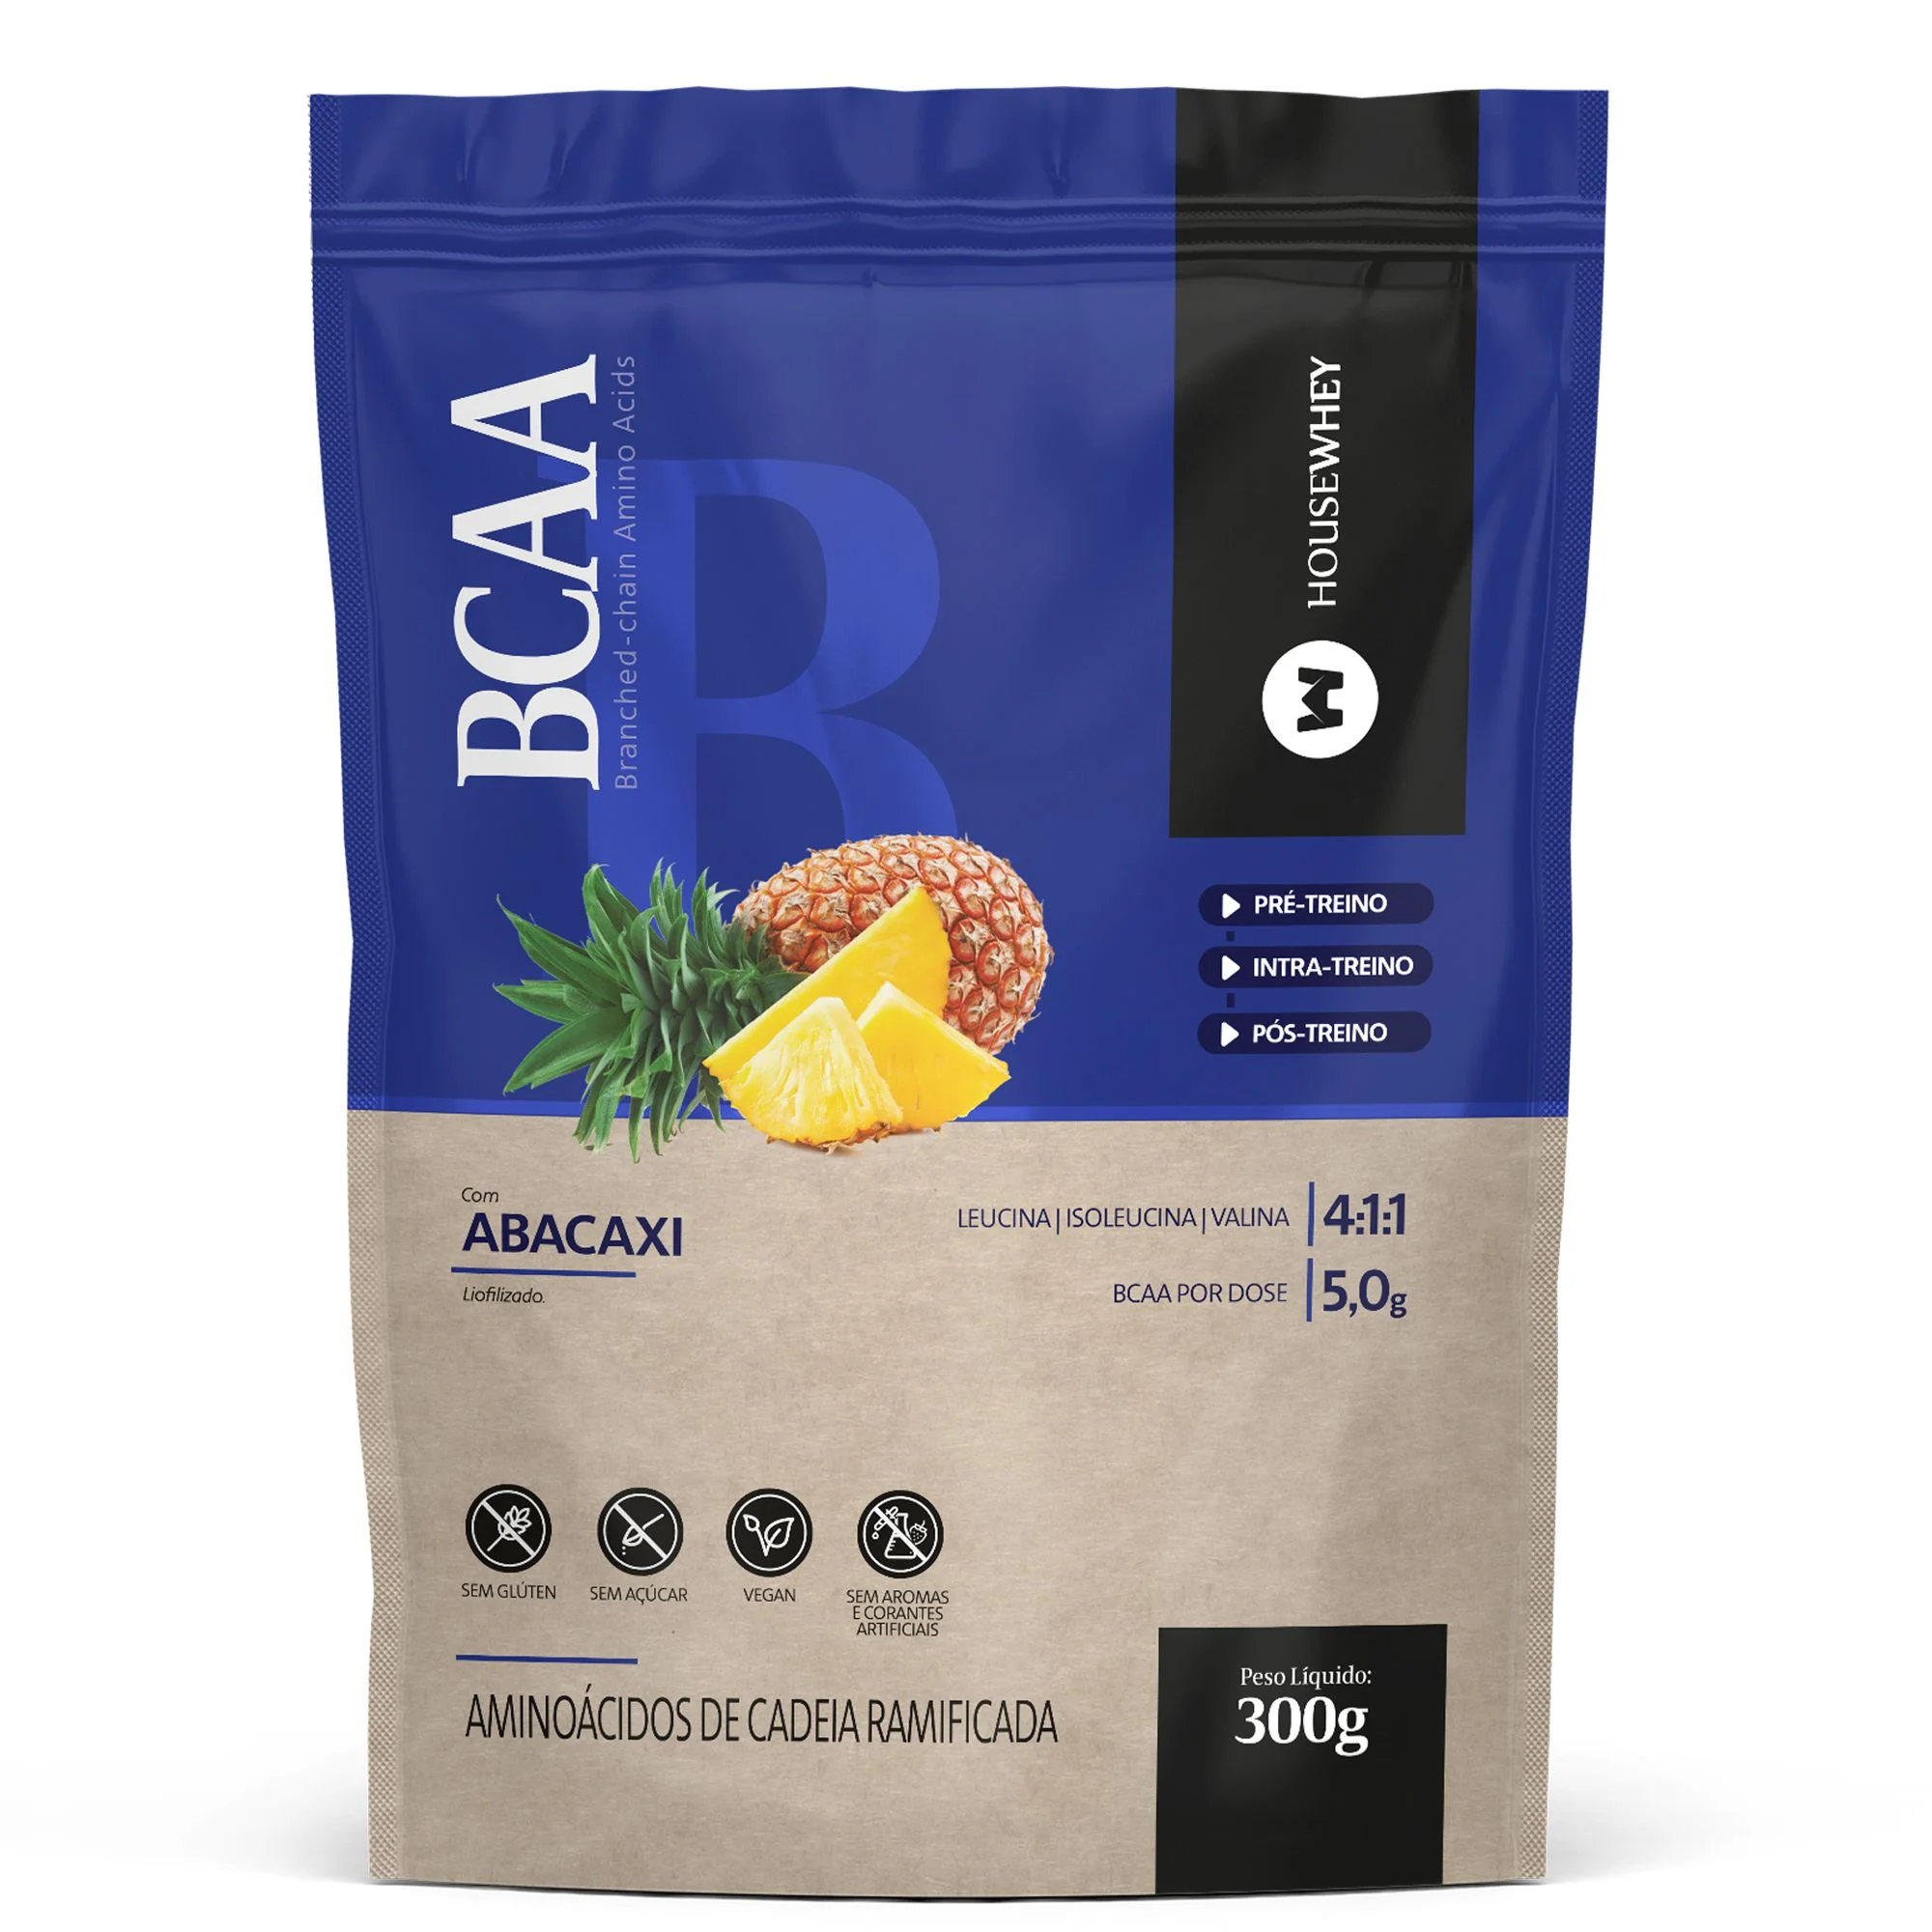 BCAA
Branched-chain Amino Acids
HOUSEWHEY
PRÉ-TREINO
INTRA-TREINO
PÓS-TREINO
Com
ABACAXI
Liofilizado.
LEUCINA | ISOLEUCINA | VALINA | 4:1:1
BCAA POR DOSE | 5,0g
SEM GLÚTEN
SEM AÇÚCAR
VEGAN
SEM AROMAS
E CORANTES
ARTIFICIAIS
AMINOÁCIDOS DE CADEIA RAMIFICADA
Peso Líquido:
300g
B